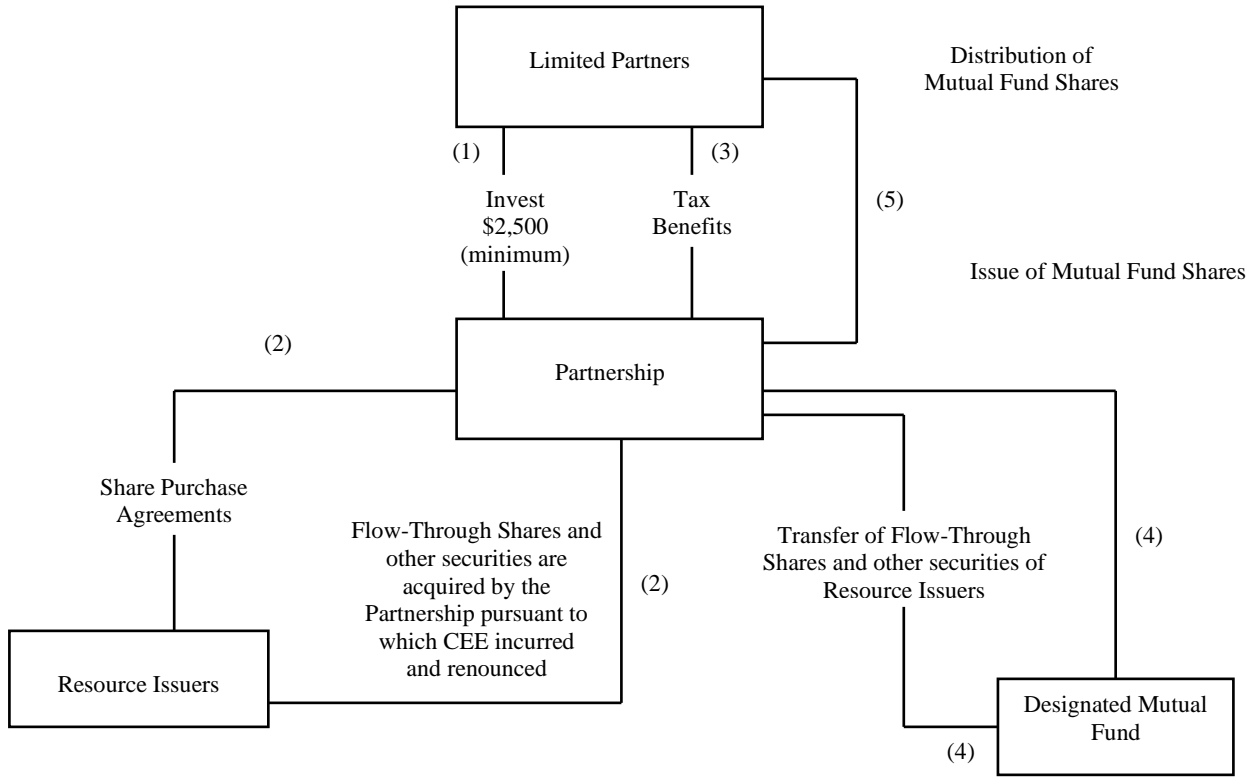 Limited Partners
Distribution of
Mutual Fund Shares
(1)
(3)
Invest
$2,500
(minimum)
Tax
Benefits
(5)
Issue of Mutual Fund Shares
(2)
Partnership
Share Purchase
Agreements
Flow-Through Shares and
other securities are
acquired by the
Partnership pursuant to
which CEE incurred
and renounced
(2)
Transfer of Flow-Through
Shares and other securities of
Resource Issuers
(4)
Resource Issuers
Designated Mutual
Fund
(4)